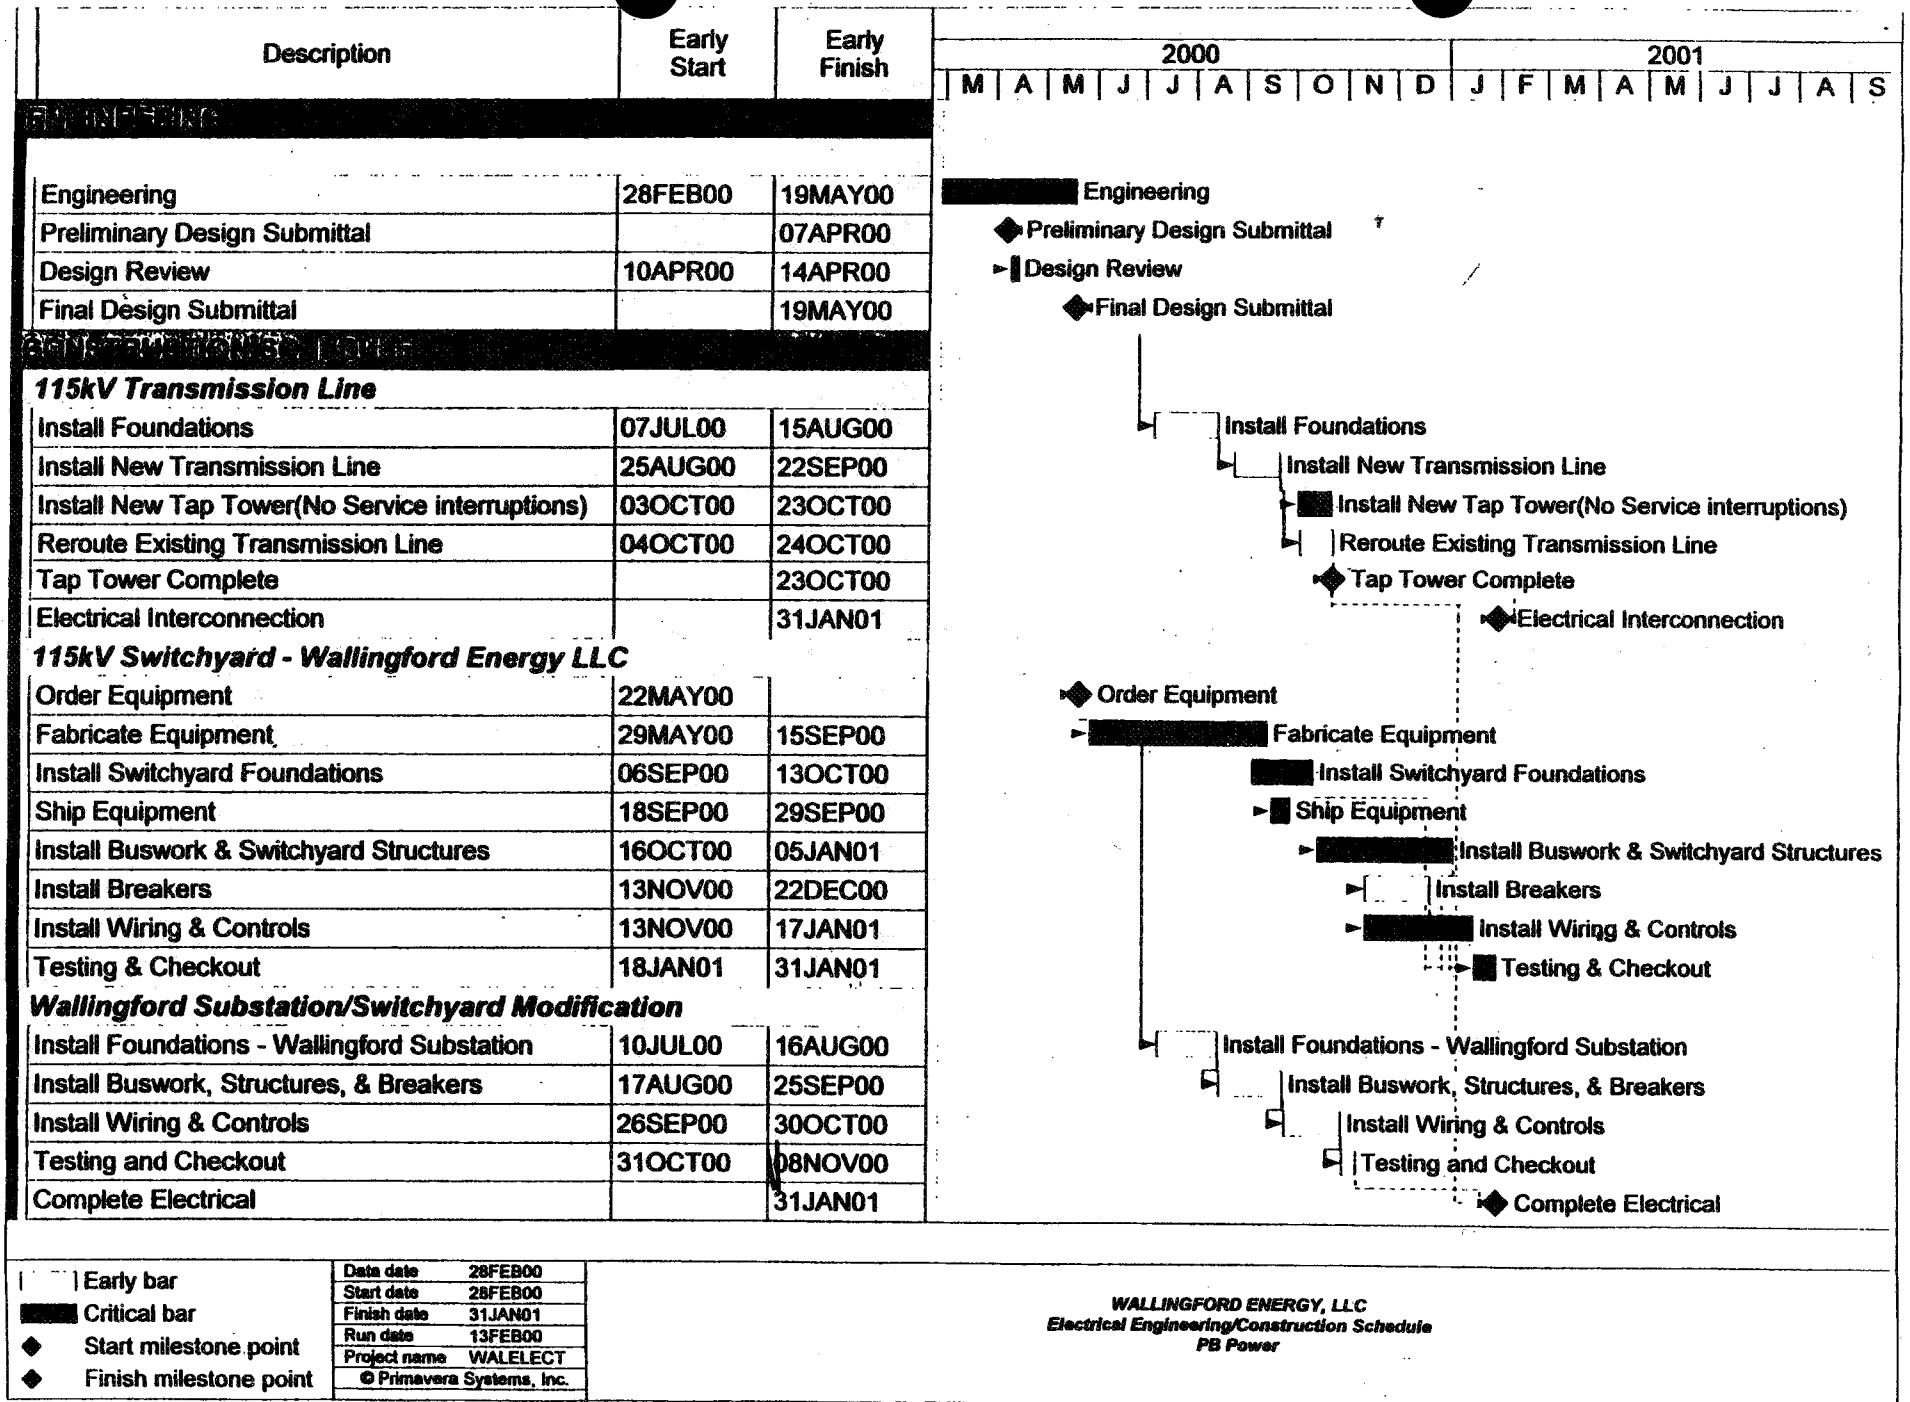 Description Early Start Early Finish
2000 2001
M A M J J A S O N D J F M A M J J A S
ENGINEERING
Engineering 28FEB00 19MAY00 Engineering
Preliminary Design Submittal 07APR00 Preliminary Design Submittal
Design Review 10APR00 14APR00 Design Review
Final Design Submittal 19MAY00 Final Design Submittal
115kV Transmission Line
Install Foundations 07JUL00 15AUG00 Install Foundations
Install New Transmission Line 25AUG00 22SEP00 Install New Transmission Line
Install New Tap Tower(No Service interruptions) 03OCT00 23OCT00 Install New Tap Tower(No Service interruptions)
Reroute Existing Transmission Line 04OCT00 24OCT00 Reroute Existing Transmission Line
Tap Tower Complete 23OCT00 Tap Tower Complete
Electrical Interconnection 31JAN01 Electrical Interconnection
115kV Switchyard - Wallingford Energy LLC
Order Equipment 22MAY00 Order Equipment
Fabricate Equipment 29MAY00 15SEP00 Fabricate Equipment
Install Switchyard Foundations 06SEP00 13OCT00 Install Switchyard Foundations
Ship Equipment 18SEP00 29SEP00 Ship Equipment
Install Buswork & Switchyard Structures 16OCT00 05JAN01 Install Buswork & Switchyard Structures
Install Breakers 13NOV00 22DEC00 Install Breakers
Install Wiring & Controls 13NOV00 17JAN01 Install Wiring & Controls
Testing & Checkout 18JAN01 31JAN01 Testing & Checkout
Wallingford Substation/Switchyard Modification
Install Foundations - Wallingford Substation 10JUL00 16AUG00 Install Foundations - Wallingford Substation
Install Buswork, Structures, & Breakers 17AUG00 25SEP00 Install Buswork, Structures, & Breakers
Install Wiring & Controls 26SEP00 30OCT00 Install Wiring & Controls
Testing and Checkout 31OCT00 08NOV00 Testing and Checkout
Complete Electrical 31JAN01 Complete Electrical
Early bar
Critical bar
Start milestone point
Finish milestone point
Data date 28FEB00
Start date 28FEB00
Finish date 31JAN01
Run date 13FEB00
Project name WALELECT
© Primavera Systems, Inc.
WALLINGFORD ENERGY, LLC
Electrical Engineering/Construction Schedule
PB Power